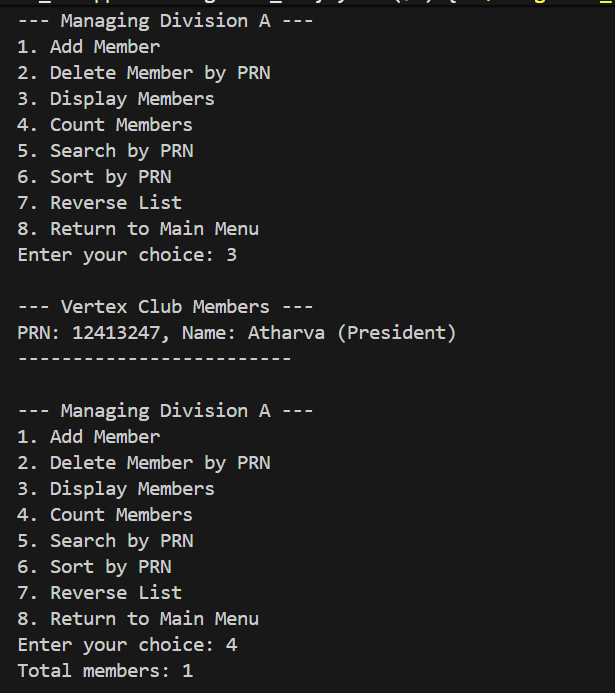 --- Managing Division A ---
1. Add Member
2. Delete Member by PRN
3. Display Members
4. Count Members
5. Search by PRN
6. Sort by PRN
7. Reverse List
8. Return to Main Menu
Enter your choice: 3
--- Vertex Club Members ---
PRN: 12413247, Name: Atharva (President)
-------------------------
--- Managing Division A ---
1. Add Member
2. Delete Member by PRN
3. Display Members
4. Count Members
5. Search by PRN
6. Sort by PRN
7. Reverse List
8. Return to Main Menu
Enter your choice: 4
Total members: 1